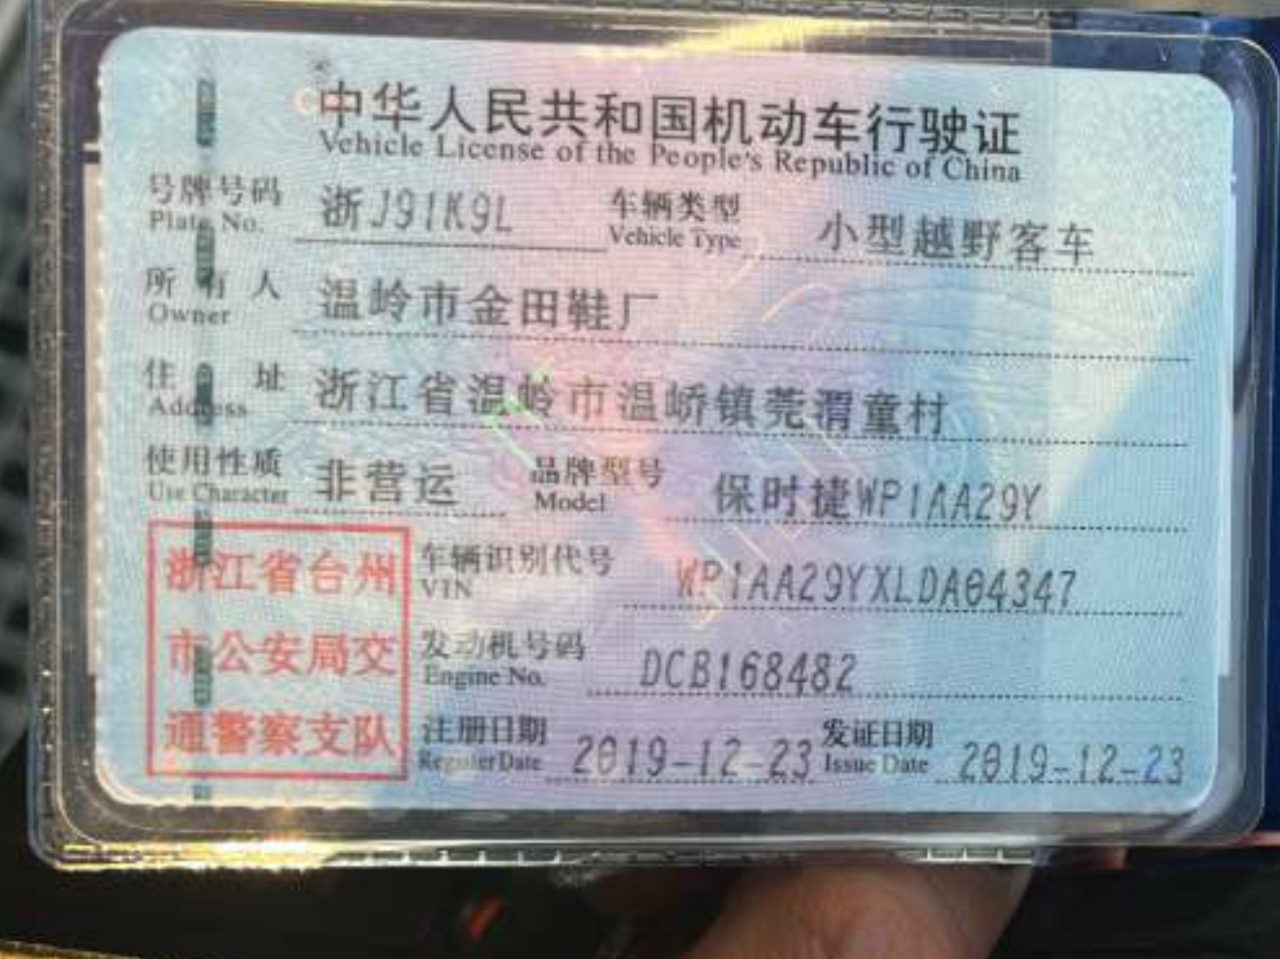 中华人民共和国机动车行驶证
Vehicle License of the People's Republic of China
号牌号码 浙J91K9L 车辆类型 小型越野客车
Plate No. Vehicle Type
所有人 温岭市金田鞋厂
Owner
住址 浙江省温岭市温峤镇莞渭童村
Address
使用性质 非营运 品牌型号 保时捷WP1AA29Y
Use Character Model
浙江省台州
市公安局交
通警察支队
车辆识别代号 WP1AA29YXLDA04347
VIN
发动机号码 DCB168482
Engine No.
注册日期 2019-12-23 发证日期 2019-12-23
Register Date Issue Date